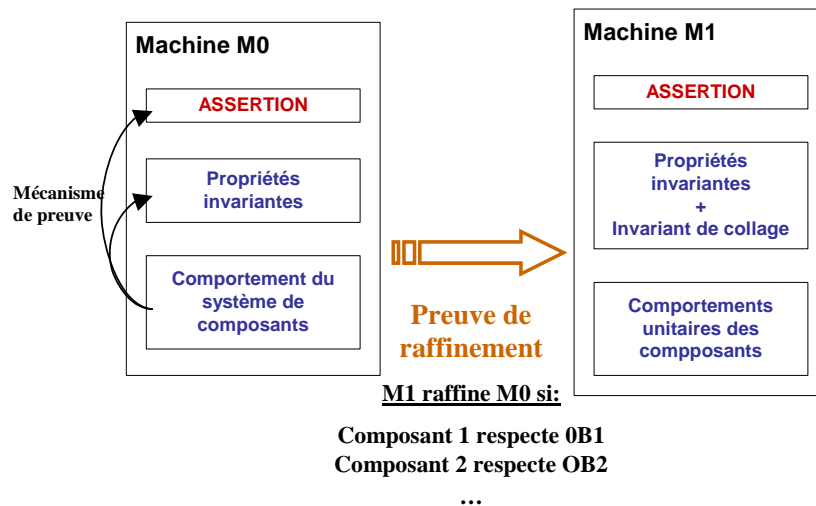 Machine M0
ASSERTION
Propriétés
invariantes
Comportement du
système de
composants
Mécanisme
de preuve
Preuve de
raffinement
M1 raffine M0 si:
Composant 1 respecte 0B1
Composant 2 respecte OB2
…
Machine M1
ASSERTION
Propriétés
invariantes
+
Invariant de collage
Comportements
unitaires des
compposants